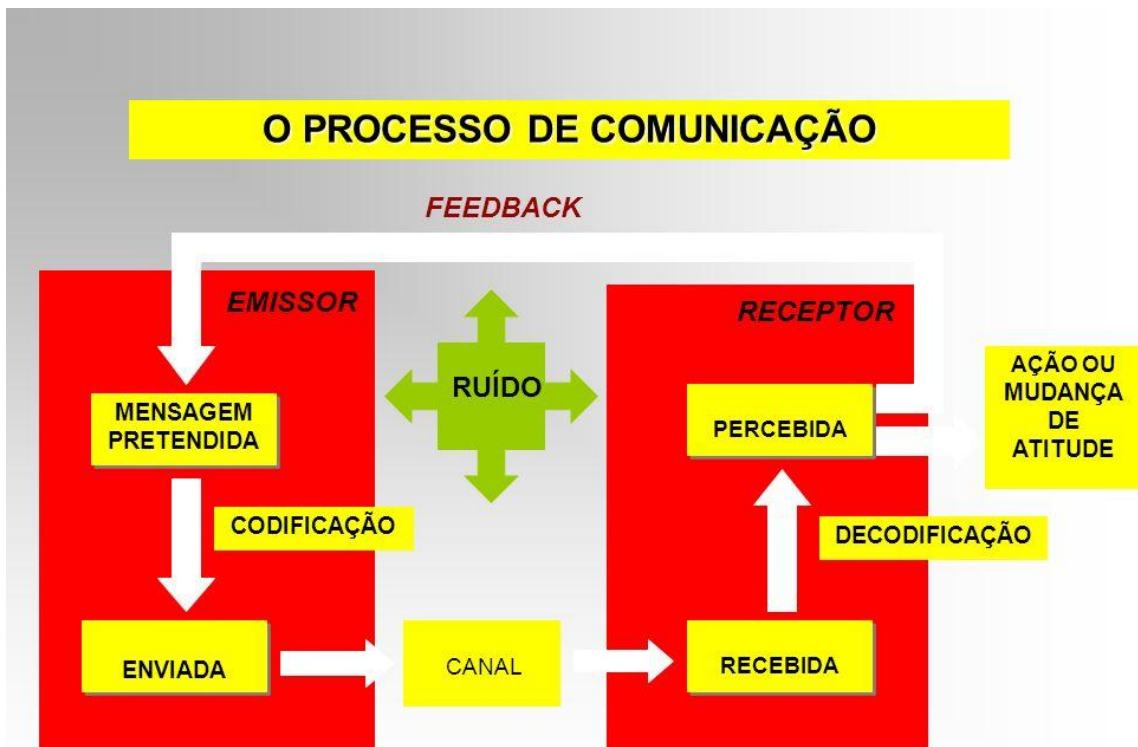 O PROCESSO DE COMUNICAÇÃO
FEEDBACK
EMISSOR
RUÍDO
RECEPTOR
MENSAGEM
PRETENDIDA
PERCEBIDA
AÇÃO OU
MUDANÇA
DE
ATITUDE
CODIFICAÇÃO
DECODIFICAÇÃO
ENVIADA
CANAL
RECEBIDA